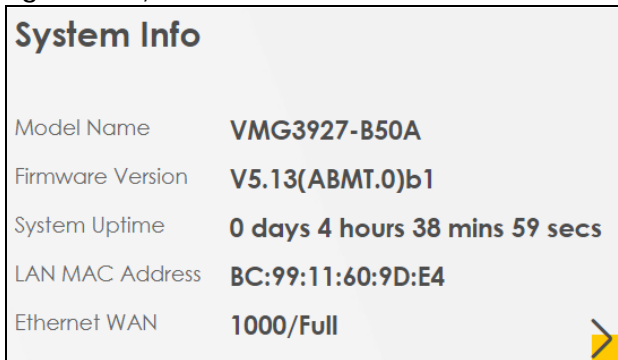 System Info
Model Name VMG3927-B50A
Firmware Version V5.13(ABMT.0)b1
System Uptime 0 days 4 hours 38 mins 59 secs
LAN MAC Address BC:99:11:60:9D:E4
Ethernet WAN 1000/Full